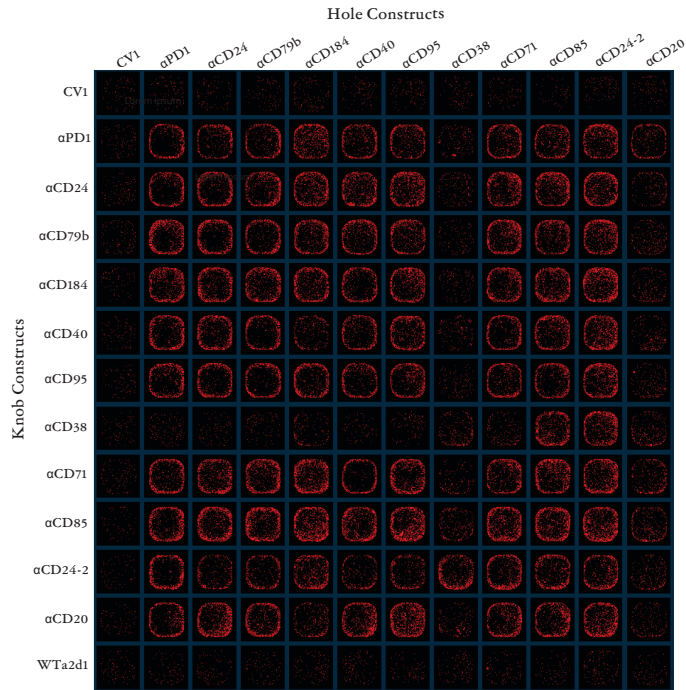 Hole Constructs
CV1 αPD1 αCD24 αCD79b αCD184 αCD40 αCD95 αCD38 αCD71 αCD85 αCD24-2 αCD20
Knob Constructs
CV1
αPD1
αCD24
αCD79b
αCD184
αCD40
αCD95
αCD38
αCD71
αCD85
αCD24-2
αCD20
WTa2d1